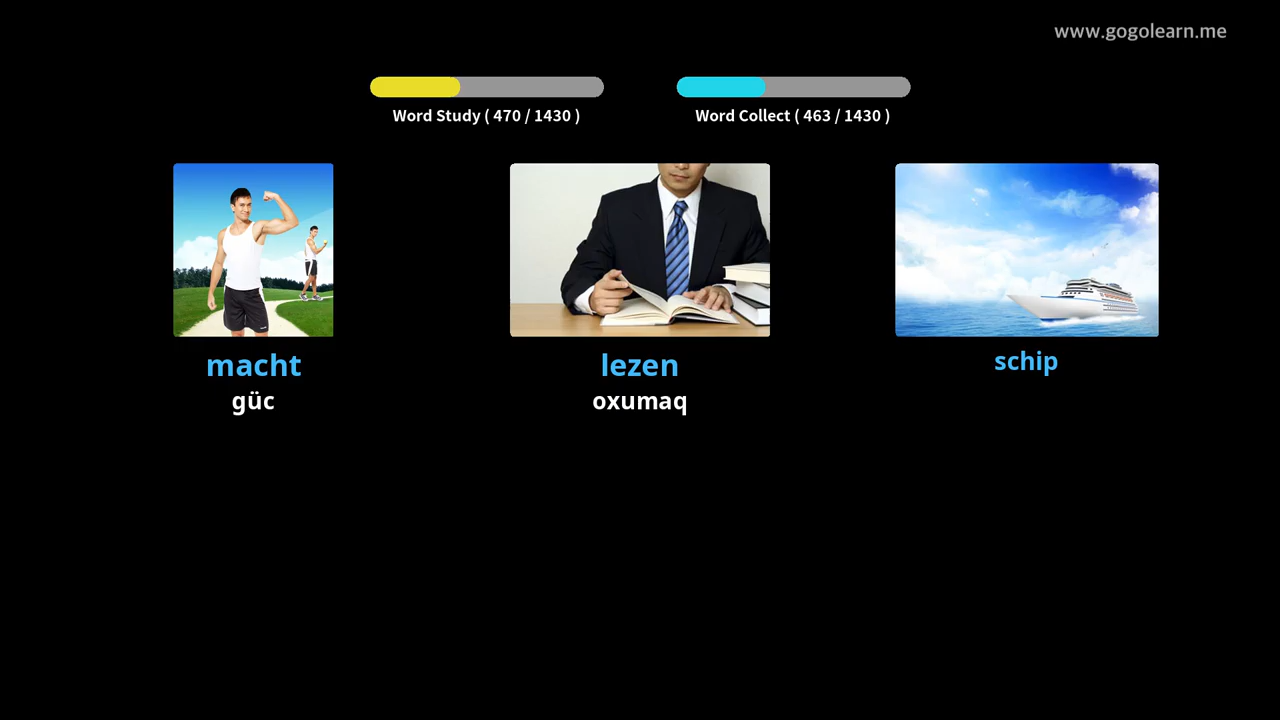 www.gogolearn.me
Word Study ( 470 / 1430 )
Word Collect ( 463 / 1430 )
macht
güc
lezen
oxumaq
schip